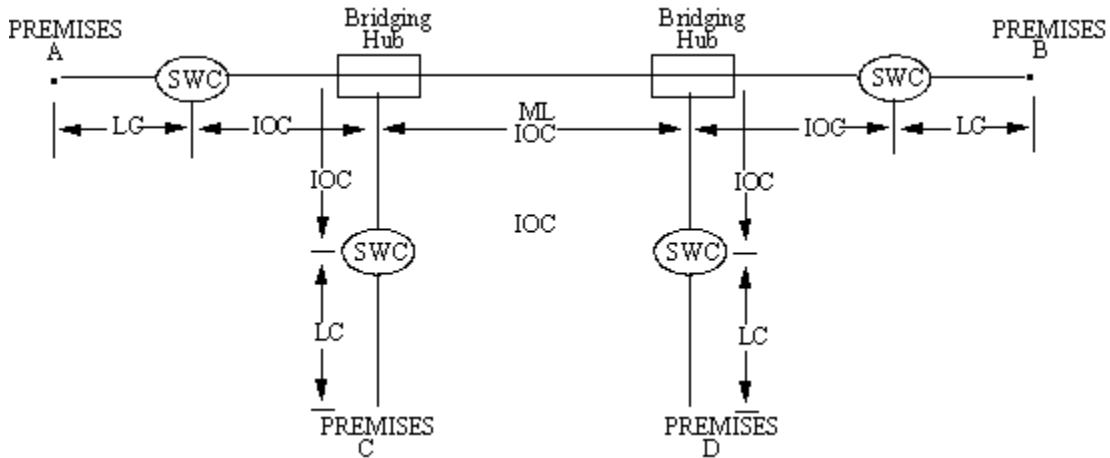 PREMISES
A
Bridging
Hub
Bridging
Hub
PREMISES
B
SWC
SWC
LC
IOC
ML
IOC
IOC
LC
IOC
IOC
IOC
SWC
SWC
LC
LC
PREMISES
C
PREMISES
D